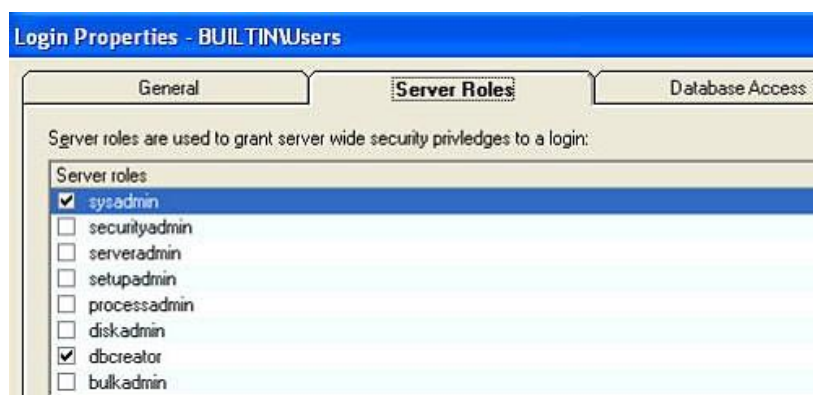 Login Properties - BUILTIN\Users
General
Server Roles
Database Access
Server roles are used to grant server wide security privledges to a login:
Server roles
sysadmin
securityadmin
serveradmin
setupadmin
processadmin
diskadmin
dbcreator
bulkadmin